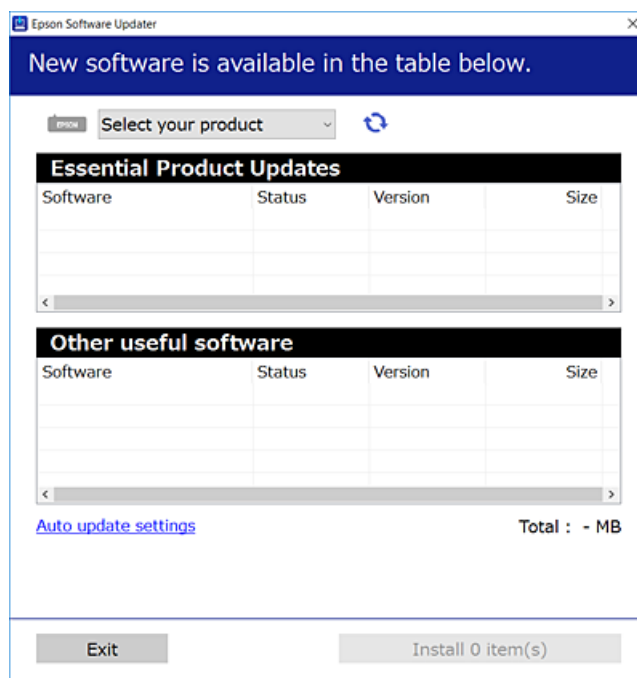 Epson Software Updater
New software is available in the table below.
EPSON Select your product
Essential Product Updates
Software Status Version Size
Other useful software
Software Status Version Size
Auto update settings Total : - MB
Exit Install 0 item(s)